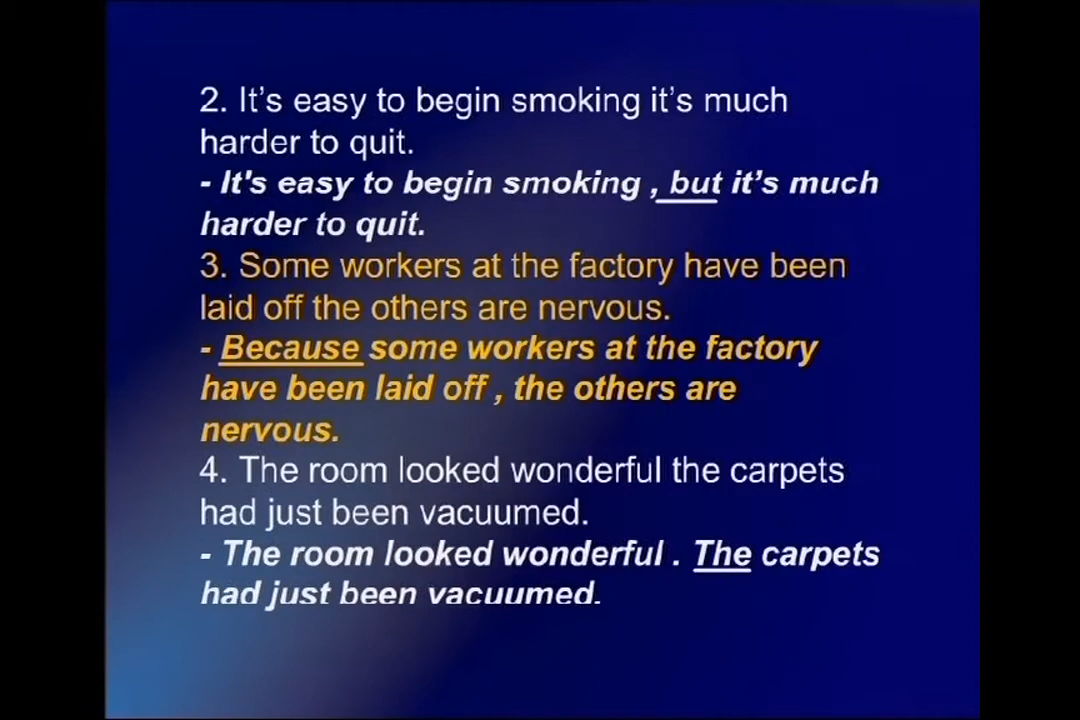 2. It’s easy to begin smoking it’s much
harder to quit.
- It's easy to begin smoking , but it’s much
harder to quit.
3. Some workers at the factory have been
laid off the others are nervous.
- Because some workers at the factory
have been laid off , the others are
nervous.
4. The room looked wonderful the carpets
had just been vacuumed.
- The room looked wonderful . The carpets
had just been vacuumed.